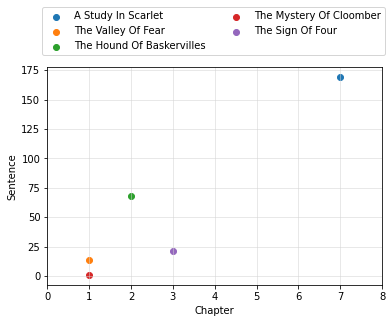 A Study In Scarlet
The Valley Of Fear
The Hound Of Baskervilles
The Mystery Of Cloomber
The Sign Of Four
175
150
125
100
75
50
25
0
Sentence
0 1 2 3 4 5 6 7 8
Chapter